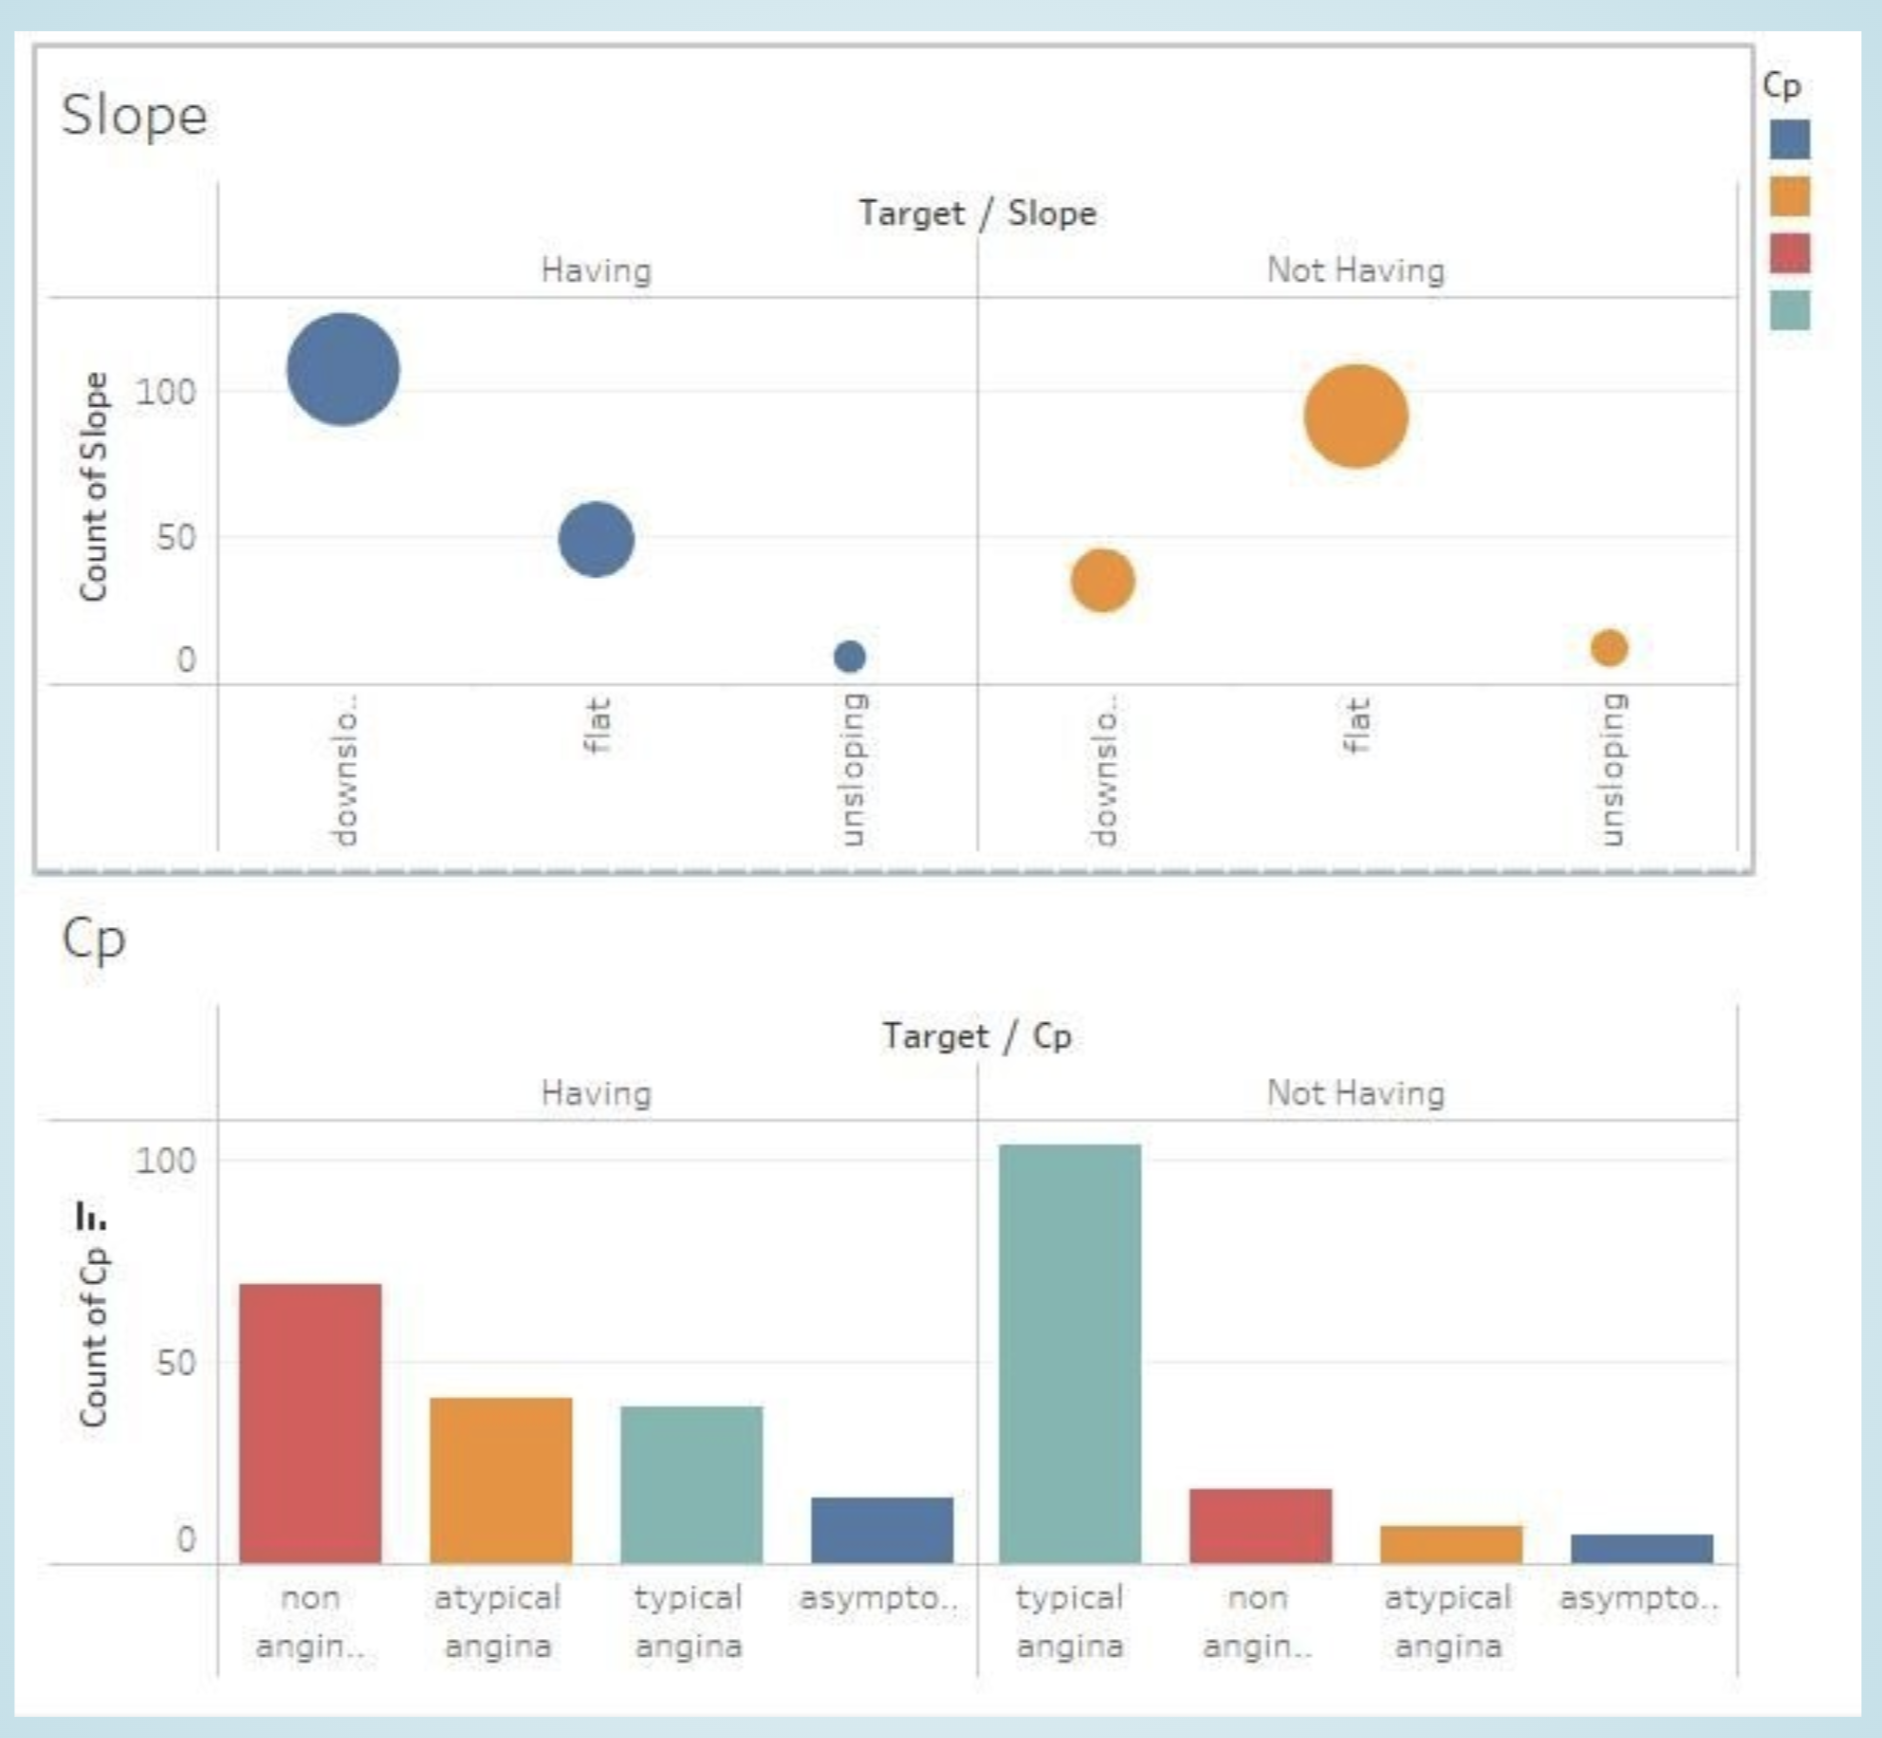 Slope
Cp
Target / Slope
Having
Not Having
Count of Slope
100
50
0
downslo..
flat
unsloping
downslo..
flat
unsloping
Cp
Target / Cp
Having
Not Having
Count of Cp
100
50
0
non
angin..
atypical
angina
typical
angina
asympto..
typical
angina
non
angin..
atypical
angina
asympto..